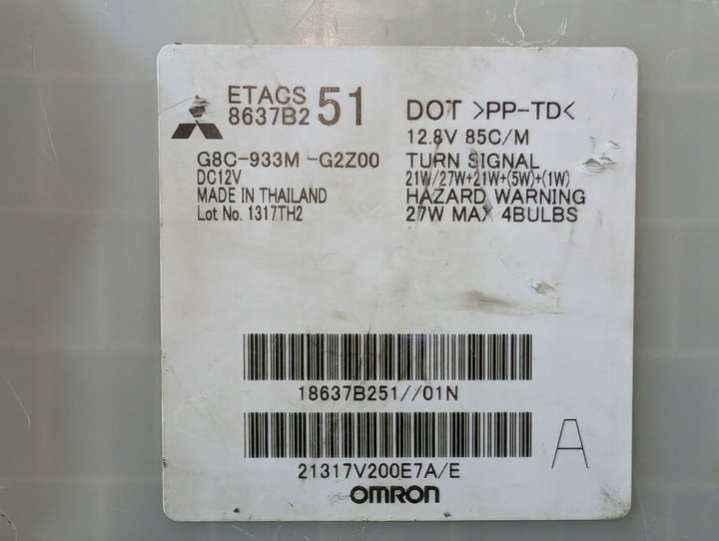 ETACS
8637B2 51
G8C-933M-G2Z00
DC12V
MADE IN THAILAND
Lot No. 1317TH2
DOT >PP-TD<
12.8V 85C/M
TURN SIGNAL
21W/27W+21W+(5W)+(1W)
HAZARD WARNING
27W MAX 4BULBS
18637B251//01N
21317V200E7A/E
A
OMRON